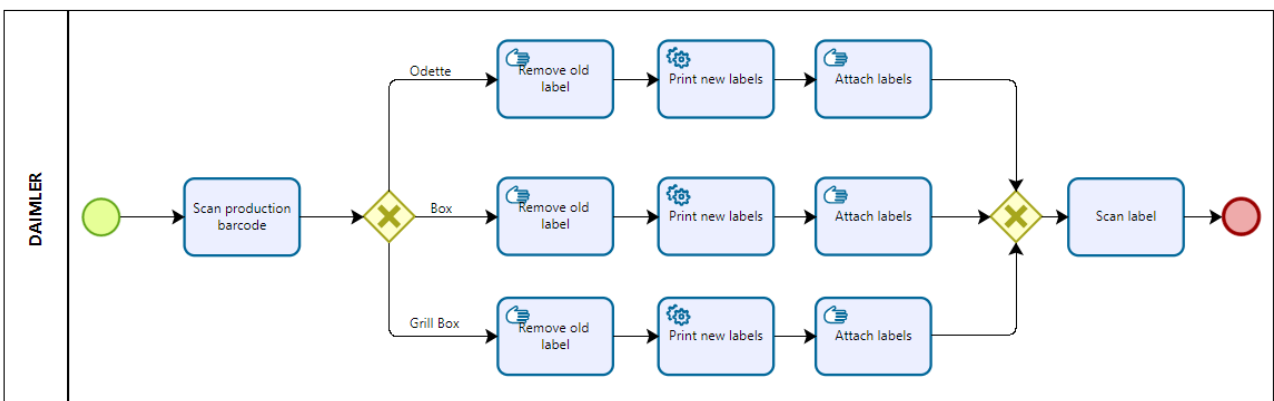 DAIMLER
Scan production
barcode
Odette
Remove old
label
Print new labels
Attach labels
Box
Remove old
label
Print new labels
Attach labels
Grill Box
Remove old
label
Print new labels
Attach labels
Scan label